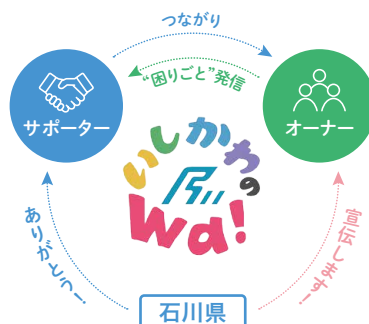 つながり
“困りごと”発信
サポーター
オーナー
いしかわの
Wa!
ありがとう!
宣伝します!
石川県